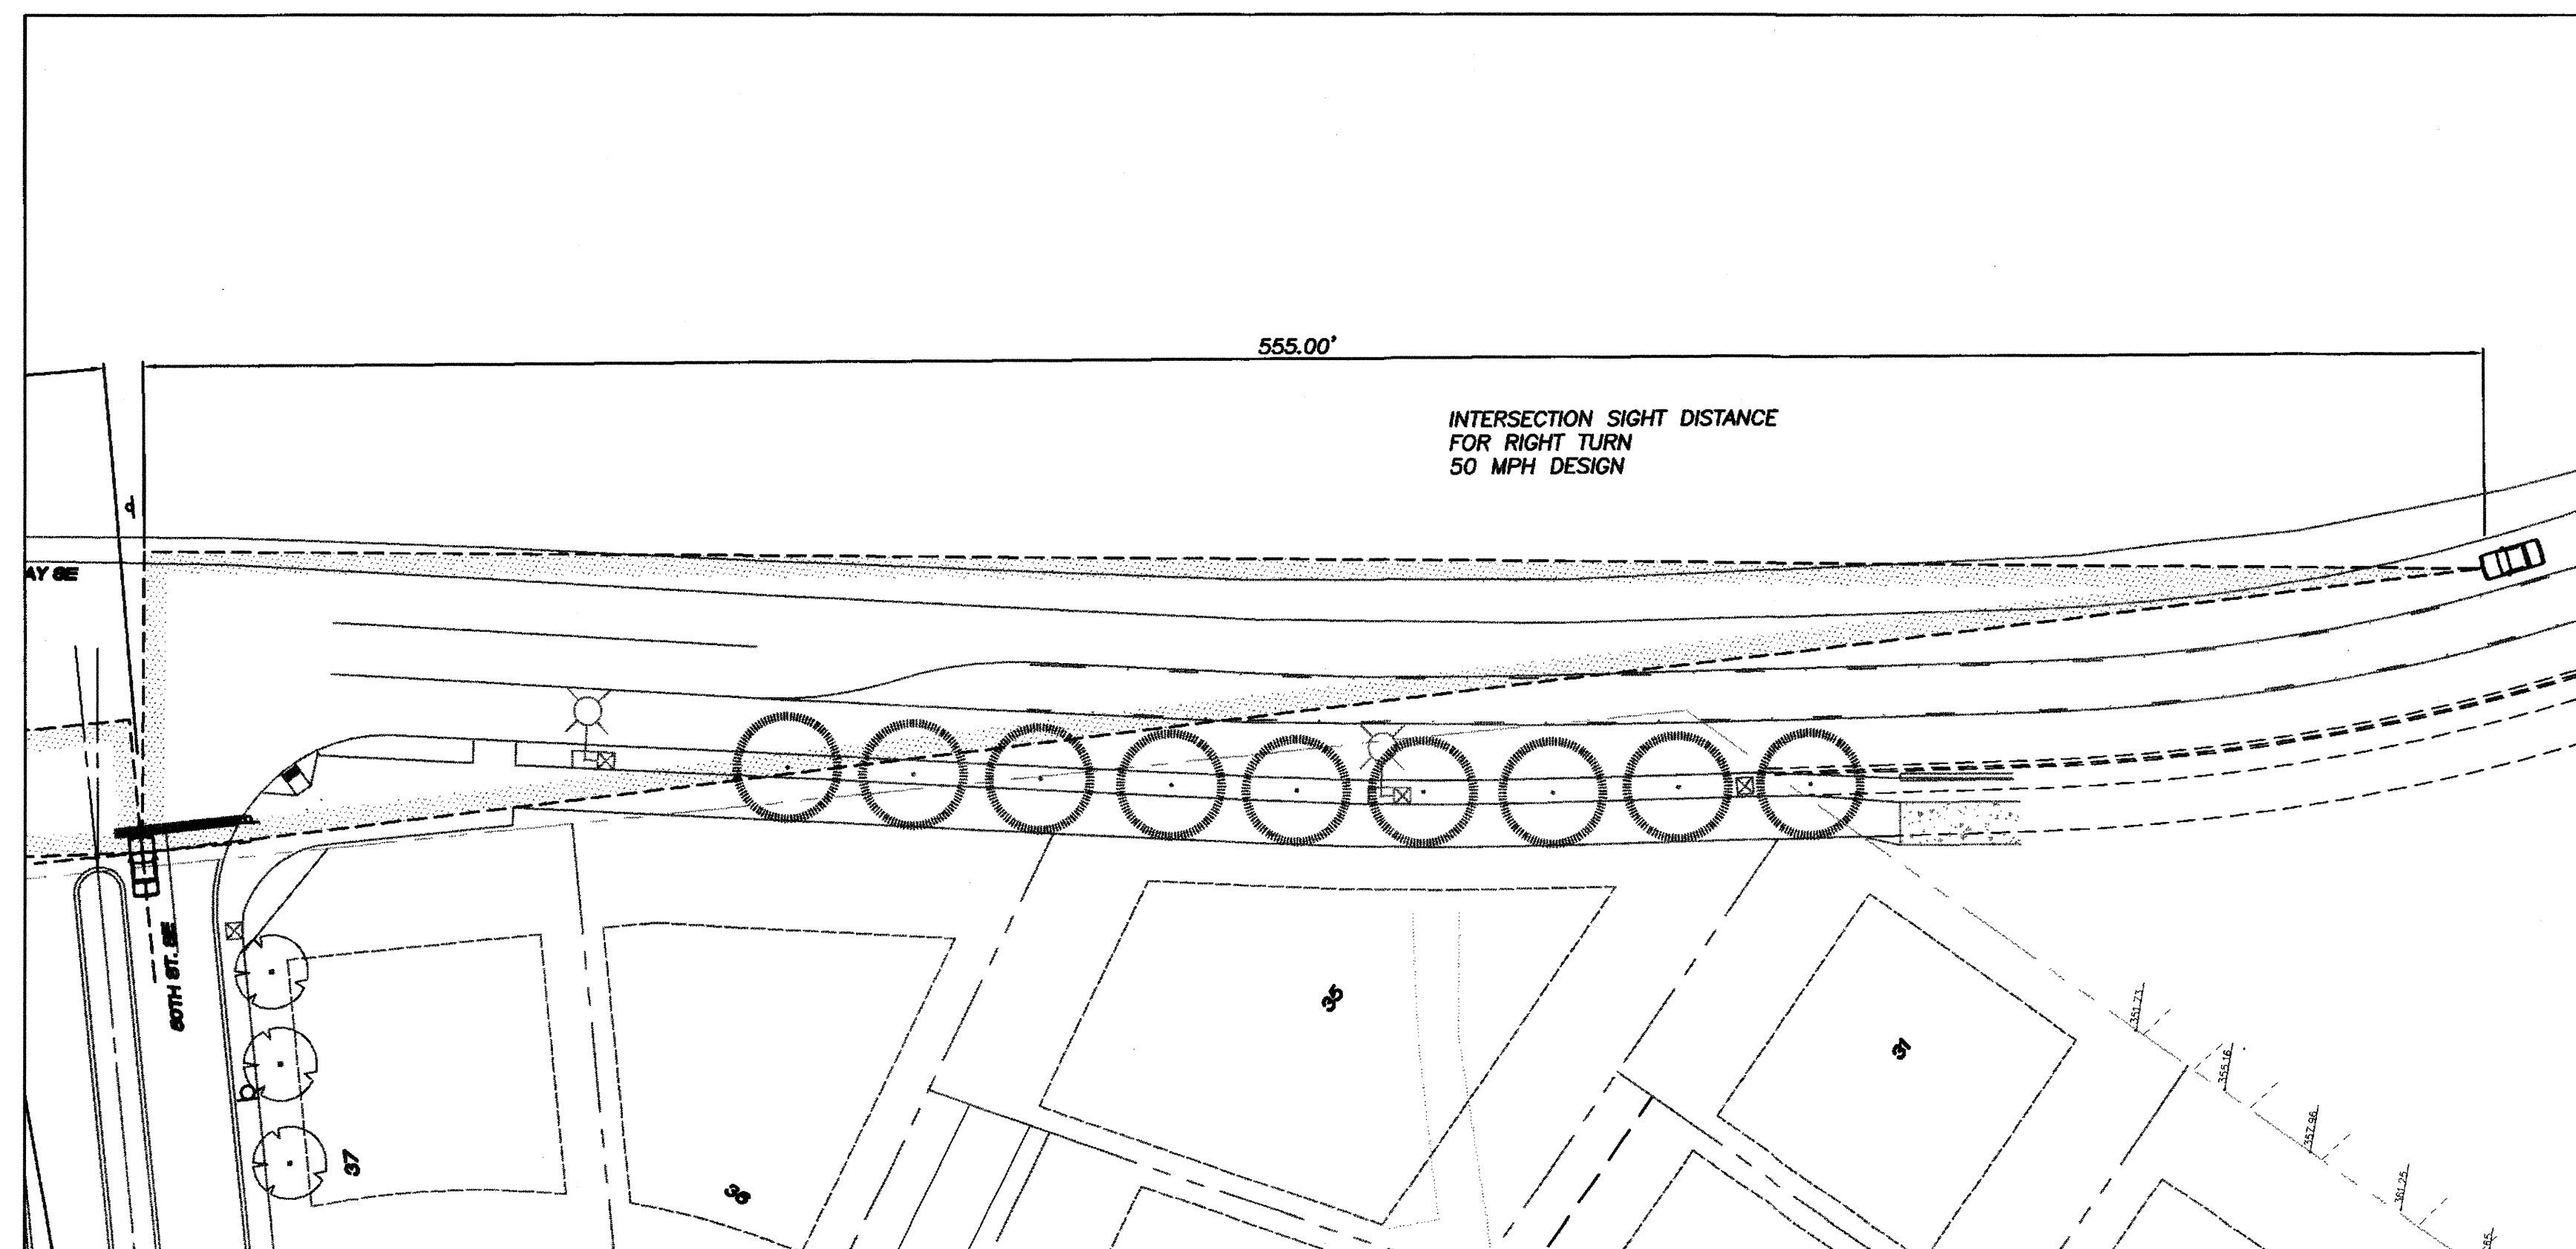 555.00'
INTERSECTION SIGHT DISTANCE
FOR RIGHT TURN
50 MPH DESIGN
AY SE
80TH ST. SE
37
36
35
31
351.73
355.16
357.96
361.25